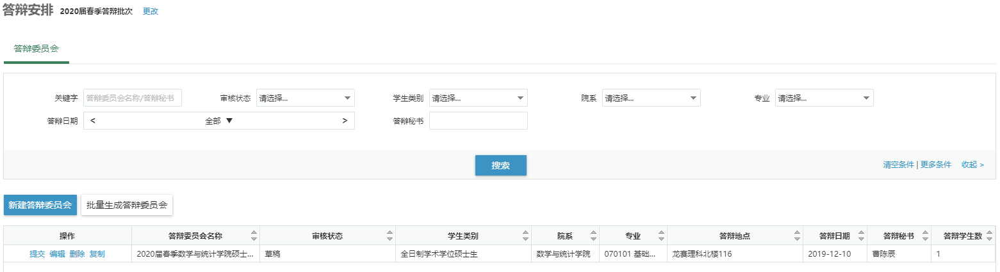 答辩安排 2020届春季答辩批次 更改
答辩委员会
关键字 答辩委员会名称/答辩秘书 审核状态 请选择... 学生类别 请选择... 院系 请选择... 专业 请选择...
答辩日期 < 全部 ▼ > 答辩秘书
搜索 清空条件 | 更多条件 收起 >
新建答辩委员会 批量生成答辩委员会
操作 答辩委员会名称 审核状态 学生类别 院系 专业 答辩地点 答辩日期 答辩秘书 答辩学生数
提交 编辑 删除 复制 2020届春季数学与统计学院硕士... 草稿 全日制学术学位硕士生 数学与统计学院 070101 基础... 龙赛理科北楼116 2019-12-10 曹陈辰 1